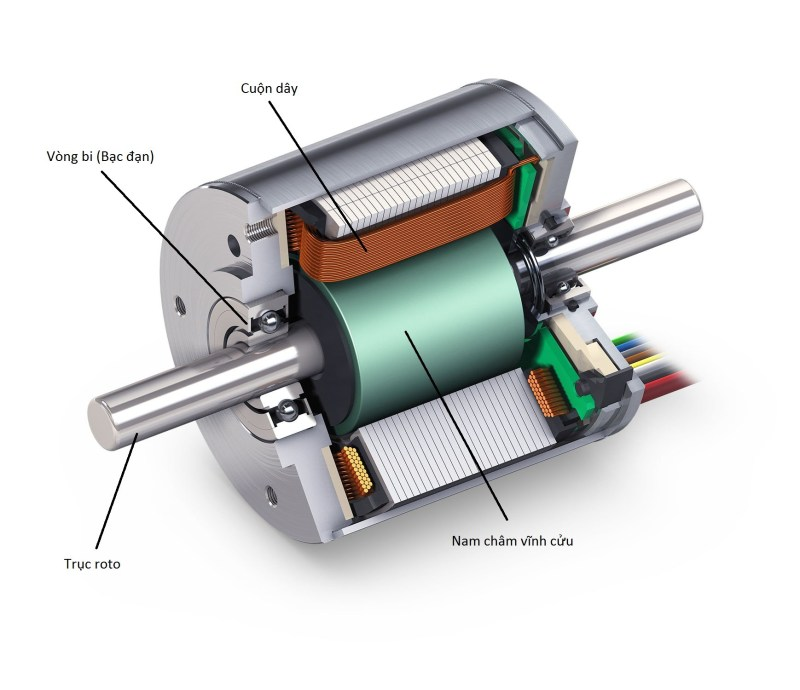 Cuộn dây
Vòng bi (Bạc đạn)
Nam châm vĩnh cửu
Trục roto